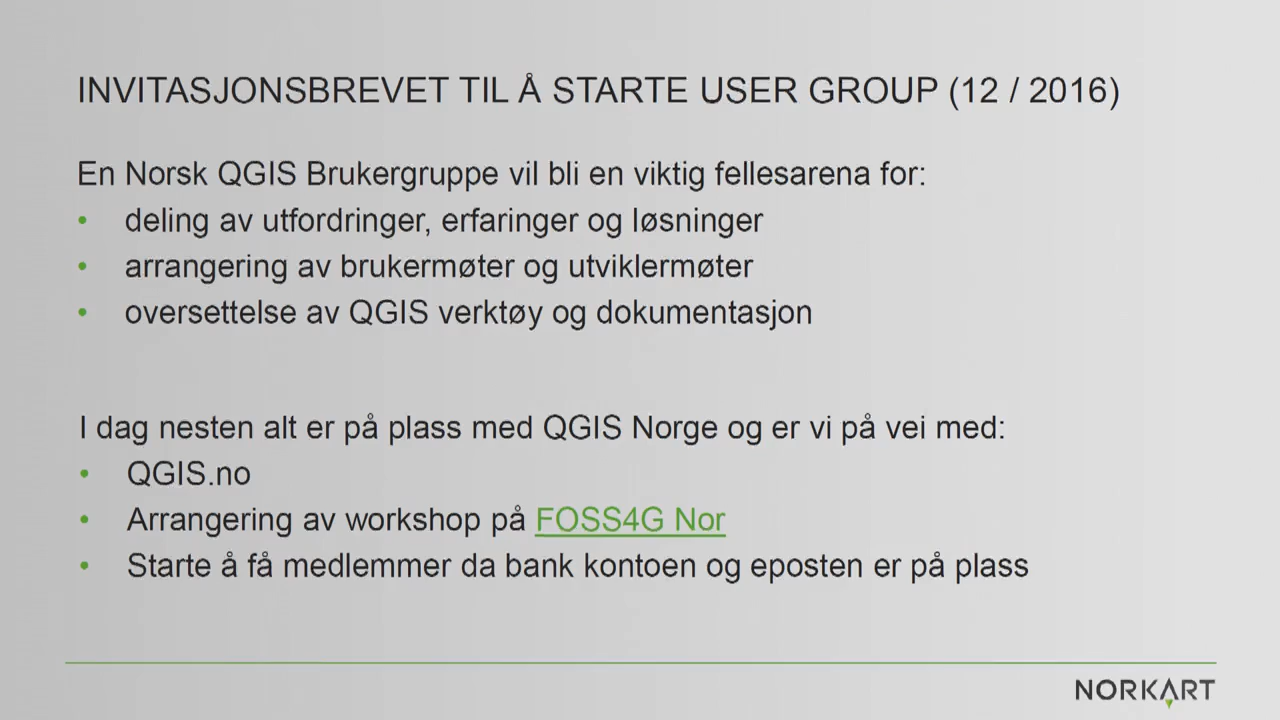 INVITASJONSBREVET TIL Å STARTE USER GROUP (12 / 2016)
En Norsk QGIS Brukergruppe vil bli en viktig fellesarena for:
• deling av utfordringer, erfaringer og løsninger
• arrangering av brukermøter og utviklermøter
• oversettelse av QGIS verktøy og dokumentasjon
I dag nesten alt er på plass med QGIS Norge og er vi på vei med:
• QGIS.no
• Arrangering av workshop på FOSS4G Nor
• Starte å få medlemmer da bank kontoen og eposten er på plass
NORKART